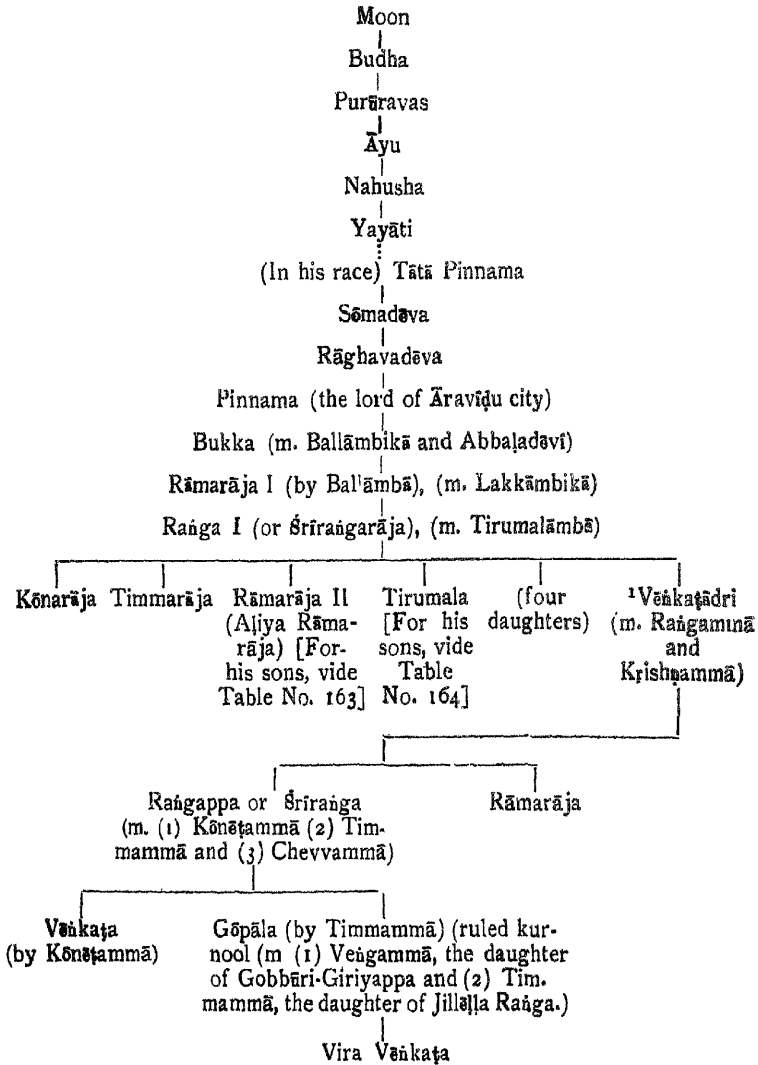 Moon
Budha
Purūravas
Āyu
Nahusha
Yayāti
(In his race) Tātā Pinnama
Sōmadēva
Rāghavadēva
Pinnama (the lord of Āravīḍu city)
Bukka (m. Ballāmbikā and Abbaḷadēvī)
Rāmarāja I (by Bal'āmbā), (m. Lakkāmbikā)
Raṅga I (or Śrīraṅgarāja), (m. Tirumalāmbā)
Kōnarāja Timmarāja Rāmarāja II Tirumala (four ¹Vēṅkaṭādri
(Aḷiya Rāma- [For his daughters) (m. Raṅgammā
rāja) [For- sons, vide and
his sons, vide Table Kṛishṇammā)
Table No. 163] No. 164]
Raṅgappa or Śrīraṅga Rāmarāja
(m. (1) Kōnēṭammā (2) Tim-
mammā and (3) Chevvammā)
Vēṅkaṭa Gōpāla (by Timmammā) (ruled kur-
(by Kōnēṭammā) nool (m (1) Veṅgammā, the daughter
of Gobbūri-Giriyappa and (2) Tim.
mammā, the daughter of Jillēḷḷa Raṅga.)
Vira Vēṅkaṭa